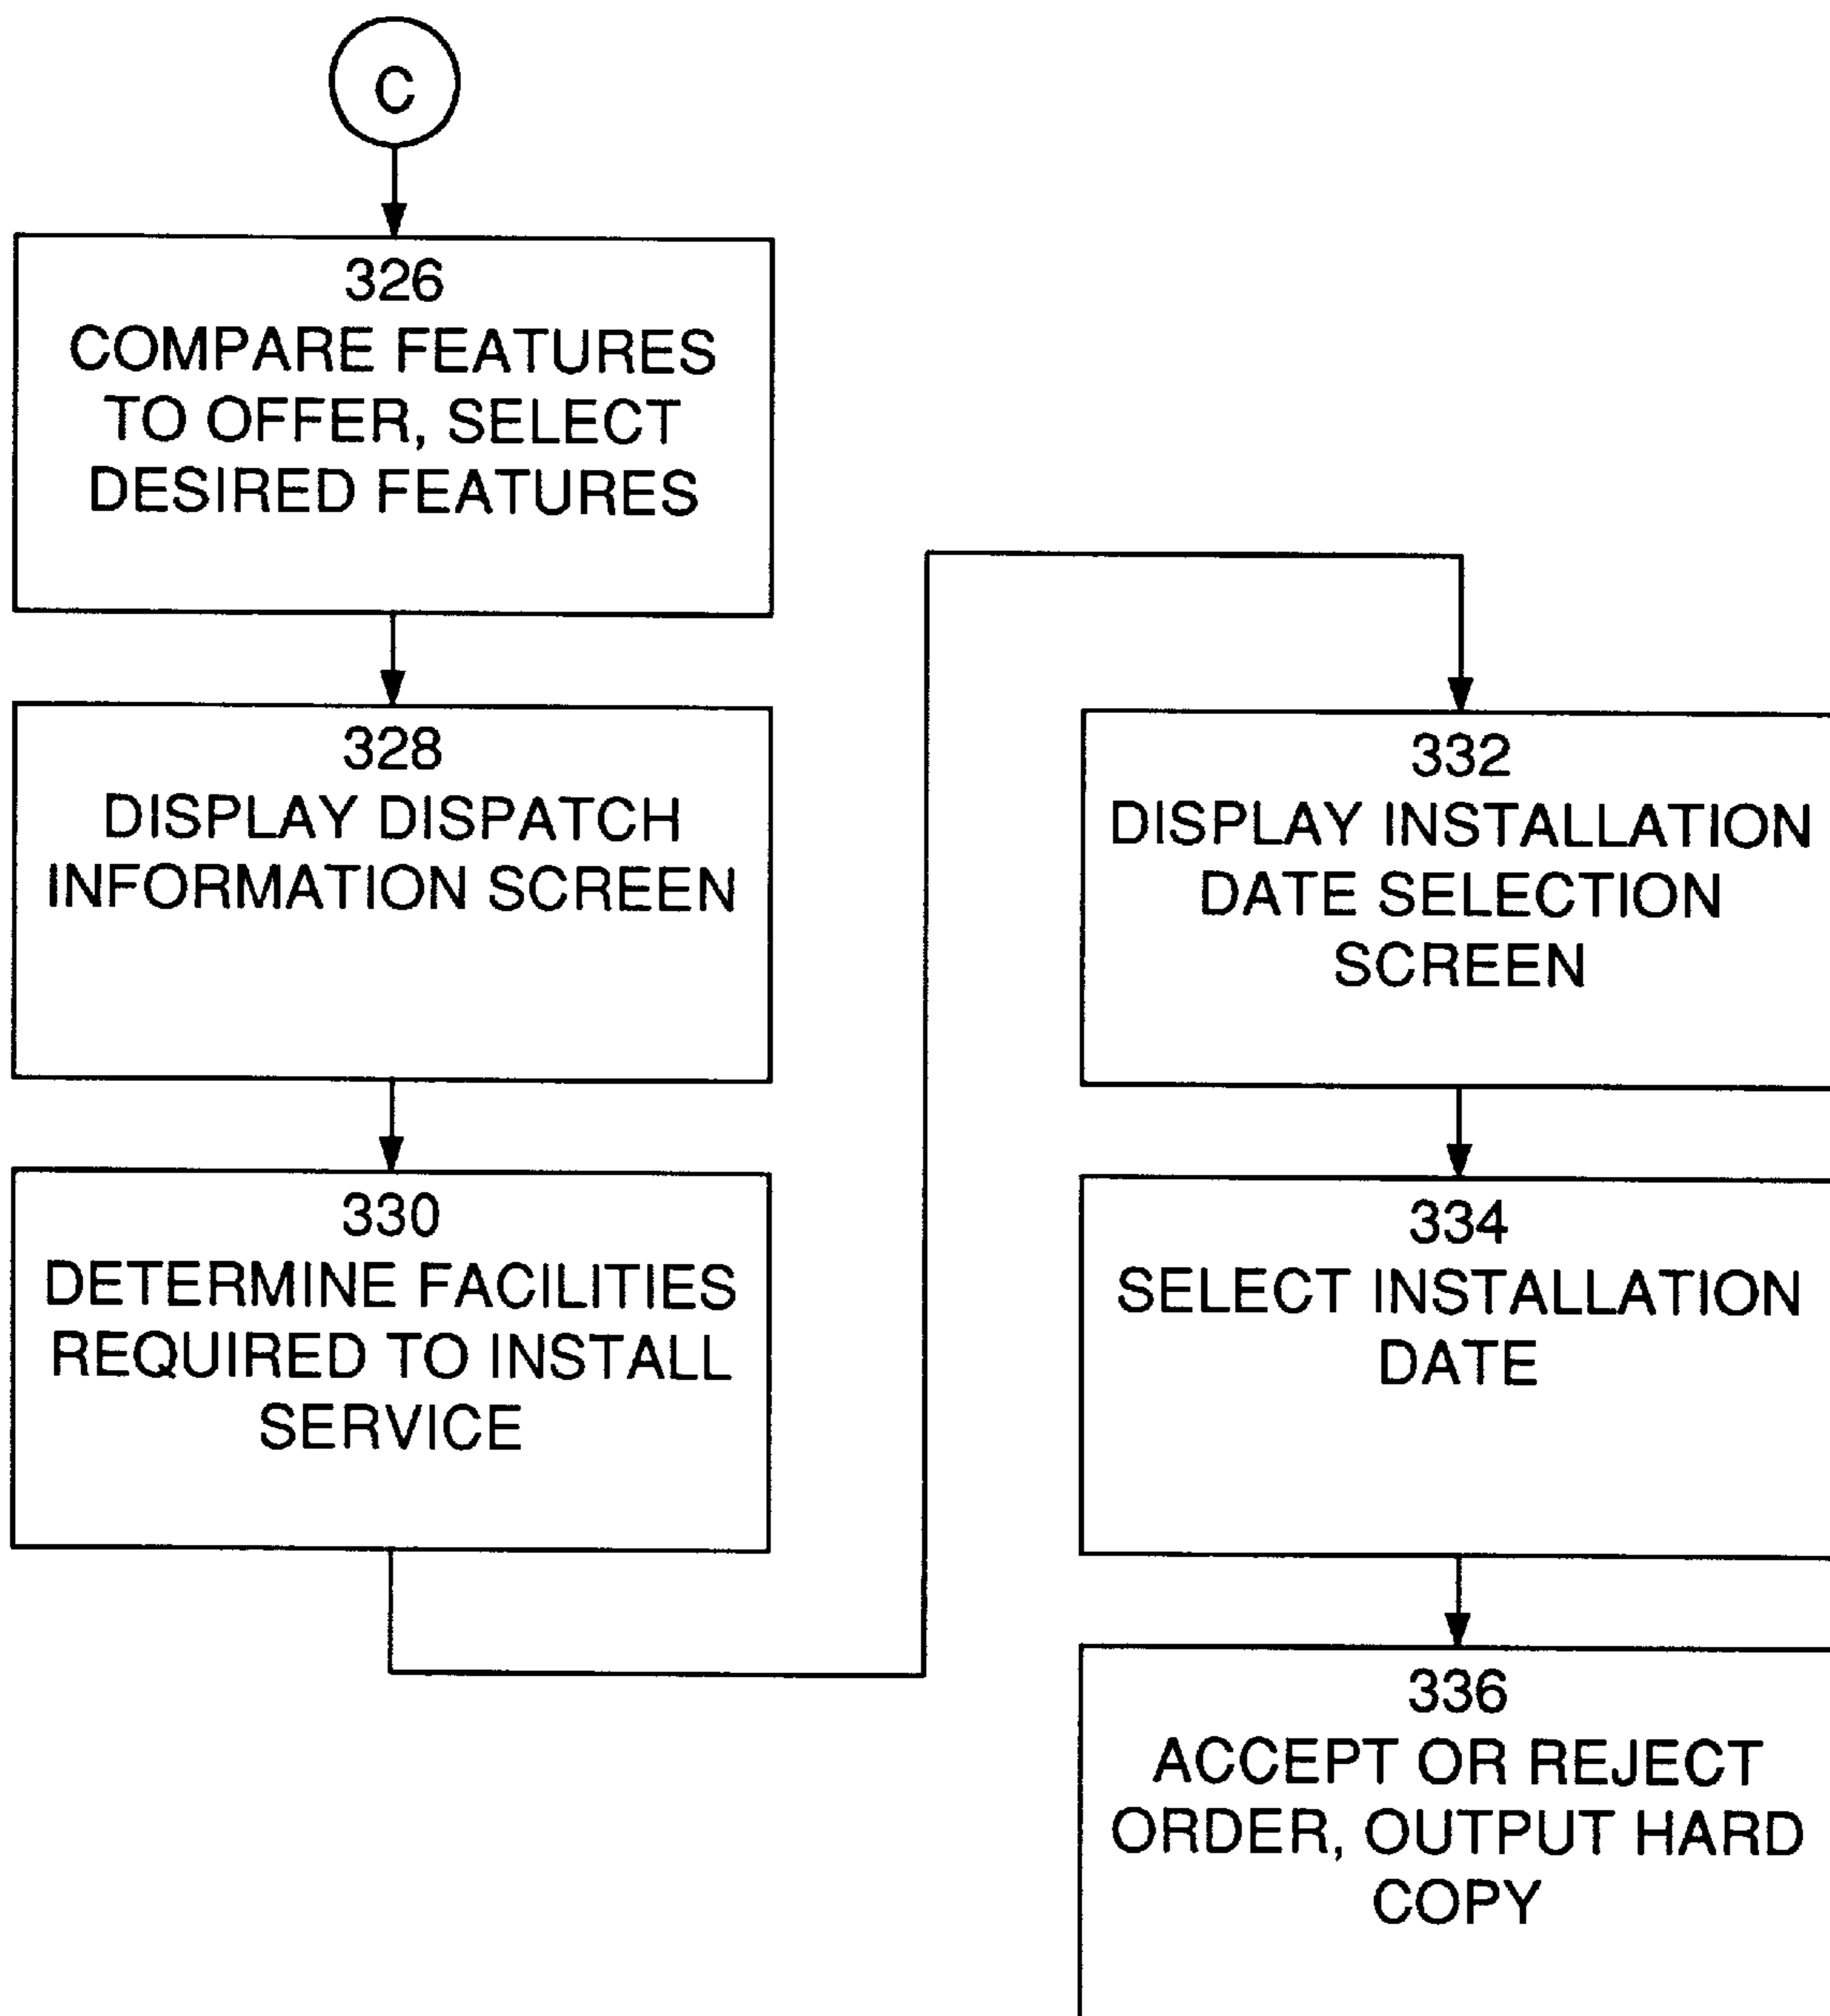 C
326
COMPARE FEATURES
TO OFFER, SELECT
DESIRED FEATURES
328
DISPLAY DISPATCH
INFORMATION SCREEN
330
DETERMINE FACILITIES
REQUIRED TO INSTALL
SERVICE
332
DISPLAY INSTALLATION
DATE SELECTION
SCREEN
334
SELECT INSTALLATION
DATE
336
ACCEPT OR REJECT
ORDER, OUTPUT HARD
COPY